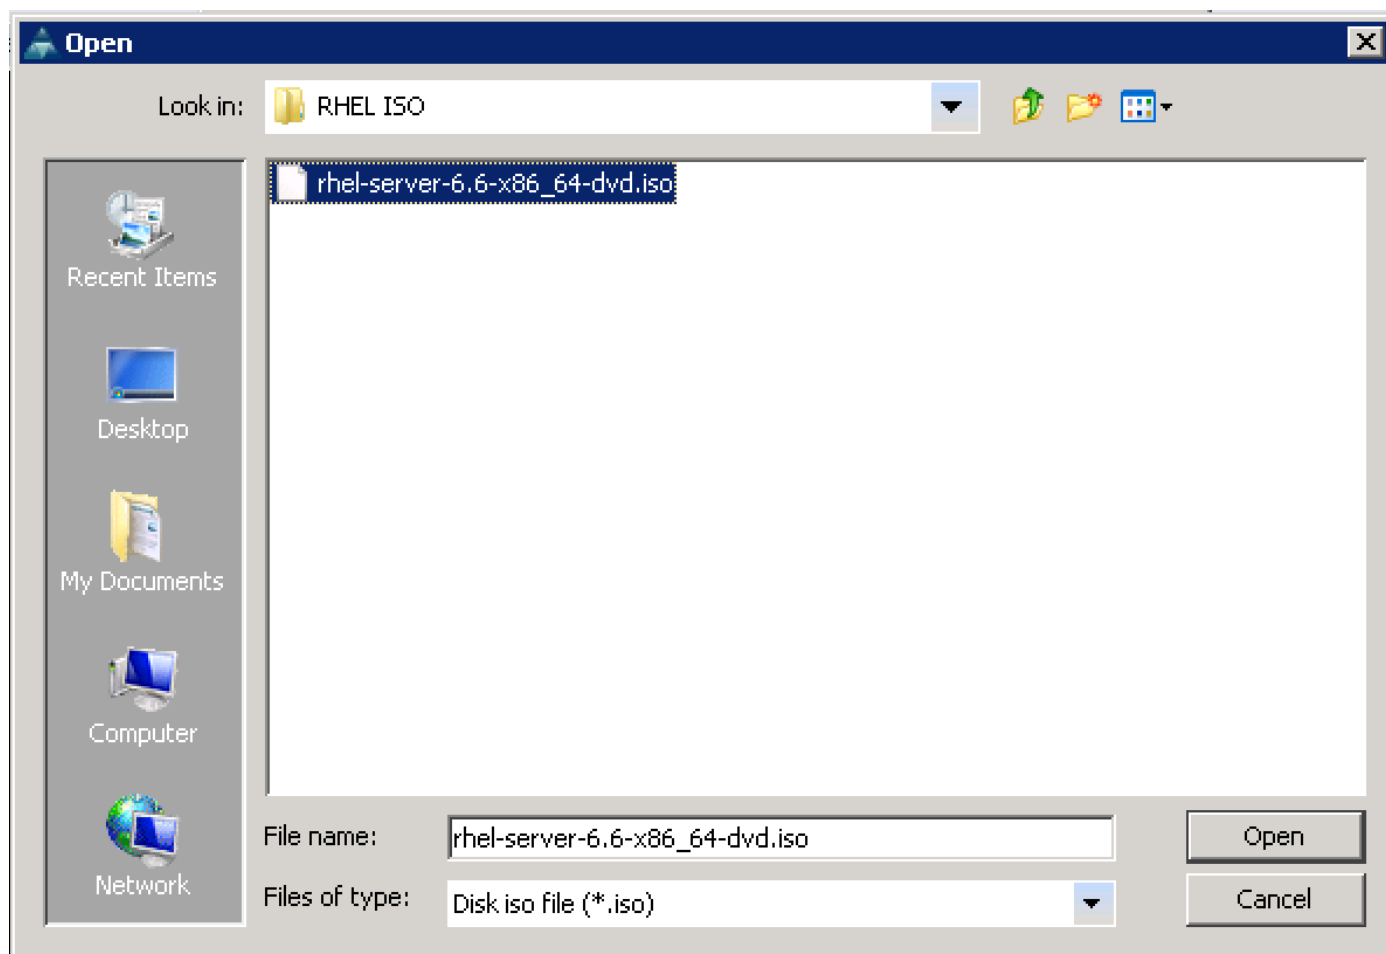 Open
Look in: RHEL ISO
rhel-server-6.6-x86_64-dvd.iso
Recent Items
Desktop
My Documents
Computer
Network
File name: rhel-server-6.6-x86_64-dvd.iso Open
Files of type: Disk iso file (*.iso) Cancel